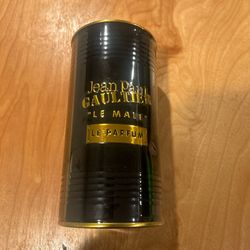 Jean Paul
GAULTIER
"LE MALE"
LE PARFUM